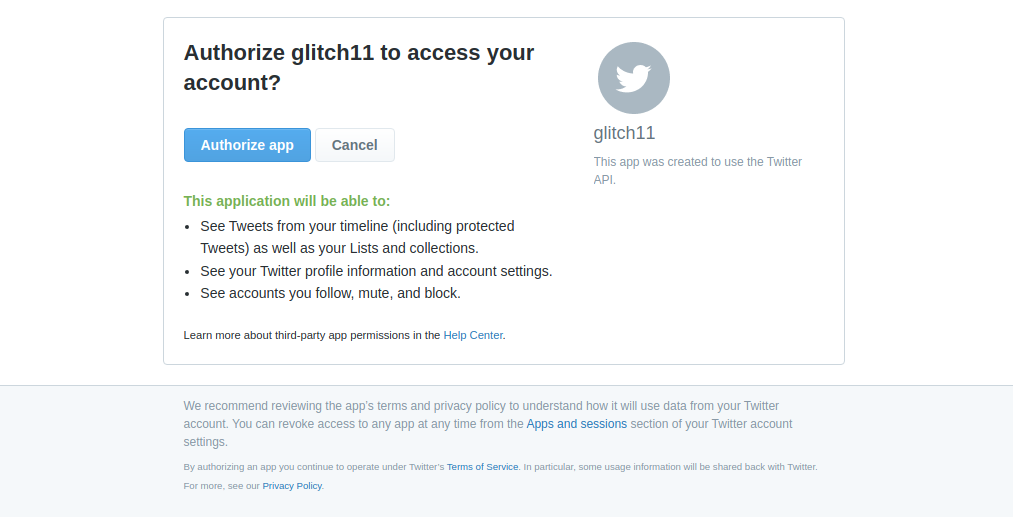 Authorize glitch11 to access your
account?
Authorize app
Cancel
This application will be able to:
• See Tweets from your timeline (including protected
Tweets) as well as your Lists and collections.
• See your Twitter profile information and account settings.
• See accounts you follow, mute, and block.
Learn more about third-party app permissions in the Help Center.
glitch11
This app was created to use the Twitter
API.
We recommend reviewing the app's terms and privacy policy to understand how it will use data from your Twitter
account. You can revoke access to any app at any time from the Apps and sessions section of your Twitter account
settings.
By authorizing an app you continue to operate under Twitter's Terms of Service. In particular, some usage information will be shared back with Twitter.
For more, see our Privacy Policy.